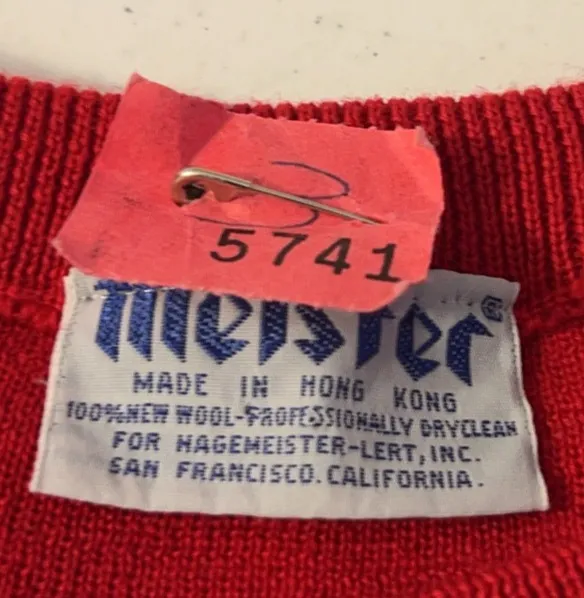 3
5741
Meister ®
MADE IN HONG KONG
100% NEW WOOL-PROFESSIONALLY DRYCLEAN
FOR HAGEMEISTER-LERT, INC.
SAN FRANCISCO. CALIFORNIA.